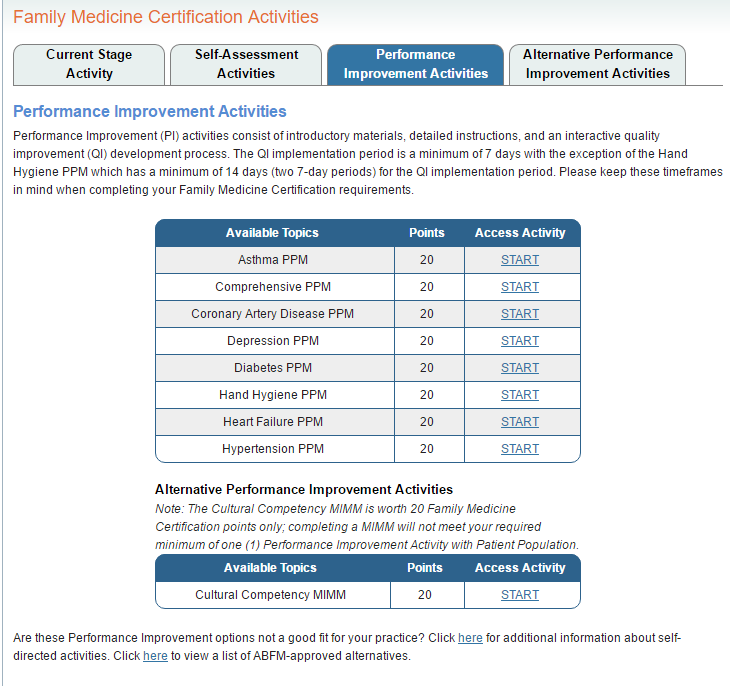 Family Medicine Certification Activities
Current Stage
Activity
Self-Assessment
Activities
Performance
Improvement Activities
Alternative Performance
Improvement Activities
Performance Improvement Activities
Performance Improvement (PI) activities consist of introductory materials, detailed instructions, and an interactive quality
improvement (QI) development process. The QI implementation period is a minimum of 7 days with the exception of the Hand
Hygiene PPM which has a minimum of 14 days (two 7-day periods) for the QI implementation period. Please keep these timeframes
in mind when completing your Family Medicine Certification requirements.
Available Topics Points Access Activity
Asthma PPM 20 START
Comprehensive PPM 20 START
Coronary Artery Disease PPM 20 START
Depression PPM 20 START
Diabetes PPM 20 START
Hand Hygiene PPM 20 START
Heart Failure PPM 20 START
Hypertension PPM 20 START
Alternative Performance Improvement Activities
Note: The Cultural Competency MIMM is worth 20 Family Medicine
Certification points only; completing a MIMM will not meet your required
minimum of one (1) Performance Improvement Activity with Patient Population.
Available Topics Points Access Activity
Cultural Competency MIMM 20 START
Are these Performance Improvement options not a good fit for your practice? Click here for additional information about self-
directed activities. Click here to view a list of ABFM-approved alternatives.